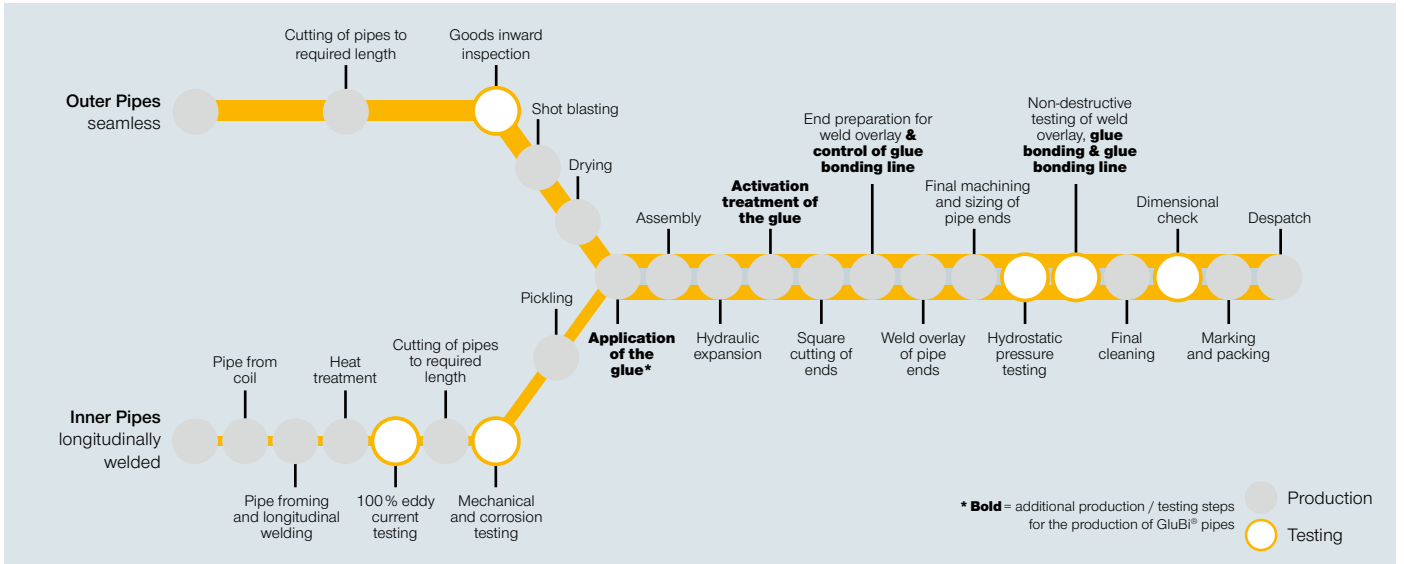 Cutting of pipes to
required length
Goods inward
inspection
Outer Pipes
seamless
Shot blasting
Drying
Assembly
Activation
treatment of
the glue
End preparation for
weld overlay &
control of glue
bonding line
Final machining
and sizing of
pipe ends
Non-destructive
testing of weld
overlay, glue
bonding & glue
bonding line
Dimensional
check
Despatch
Pickling
Application
of the
glue*
Hydraulic
expansion
Square
cutting of
ends
Weld overlay
of pipe
ends
Hydrostatic
pressure
testing
Final
cleaning
Marking
and packing
Pipe from
coil
Heat
treatment
Cutting of pipes
to required
length
Inner Pipes
longitudinally
welded
Pipe froming
and longitudinal
welding
100 % eddy
current
testing
Mechanical
and corrosion
testing
* Bold = additional production / testing steps
for the production of GluBi® pipes
Production
Testing